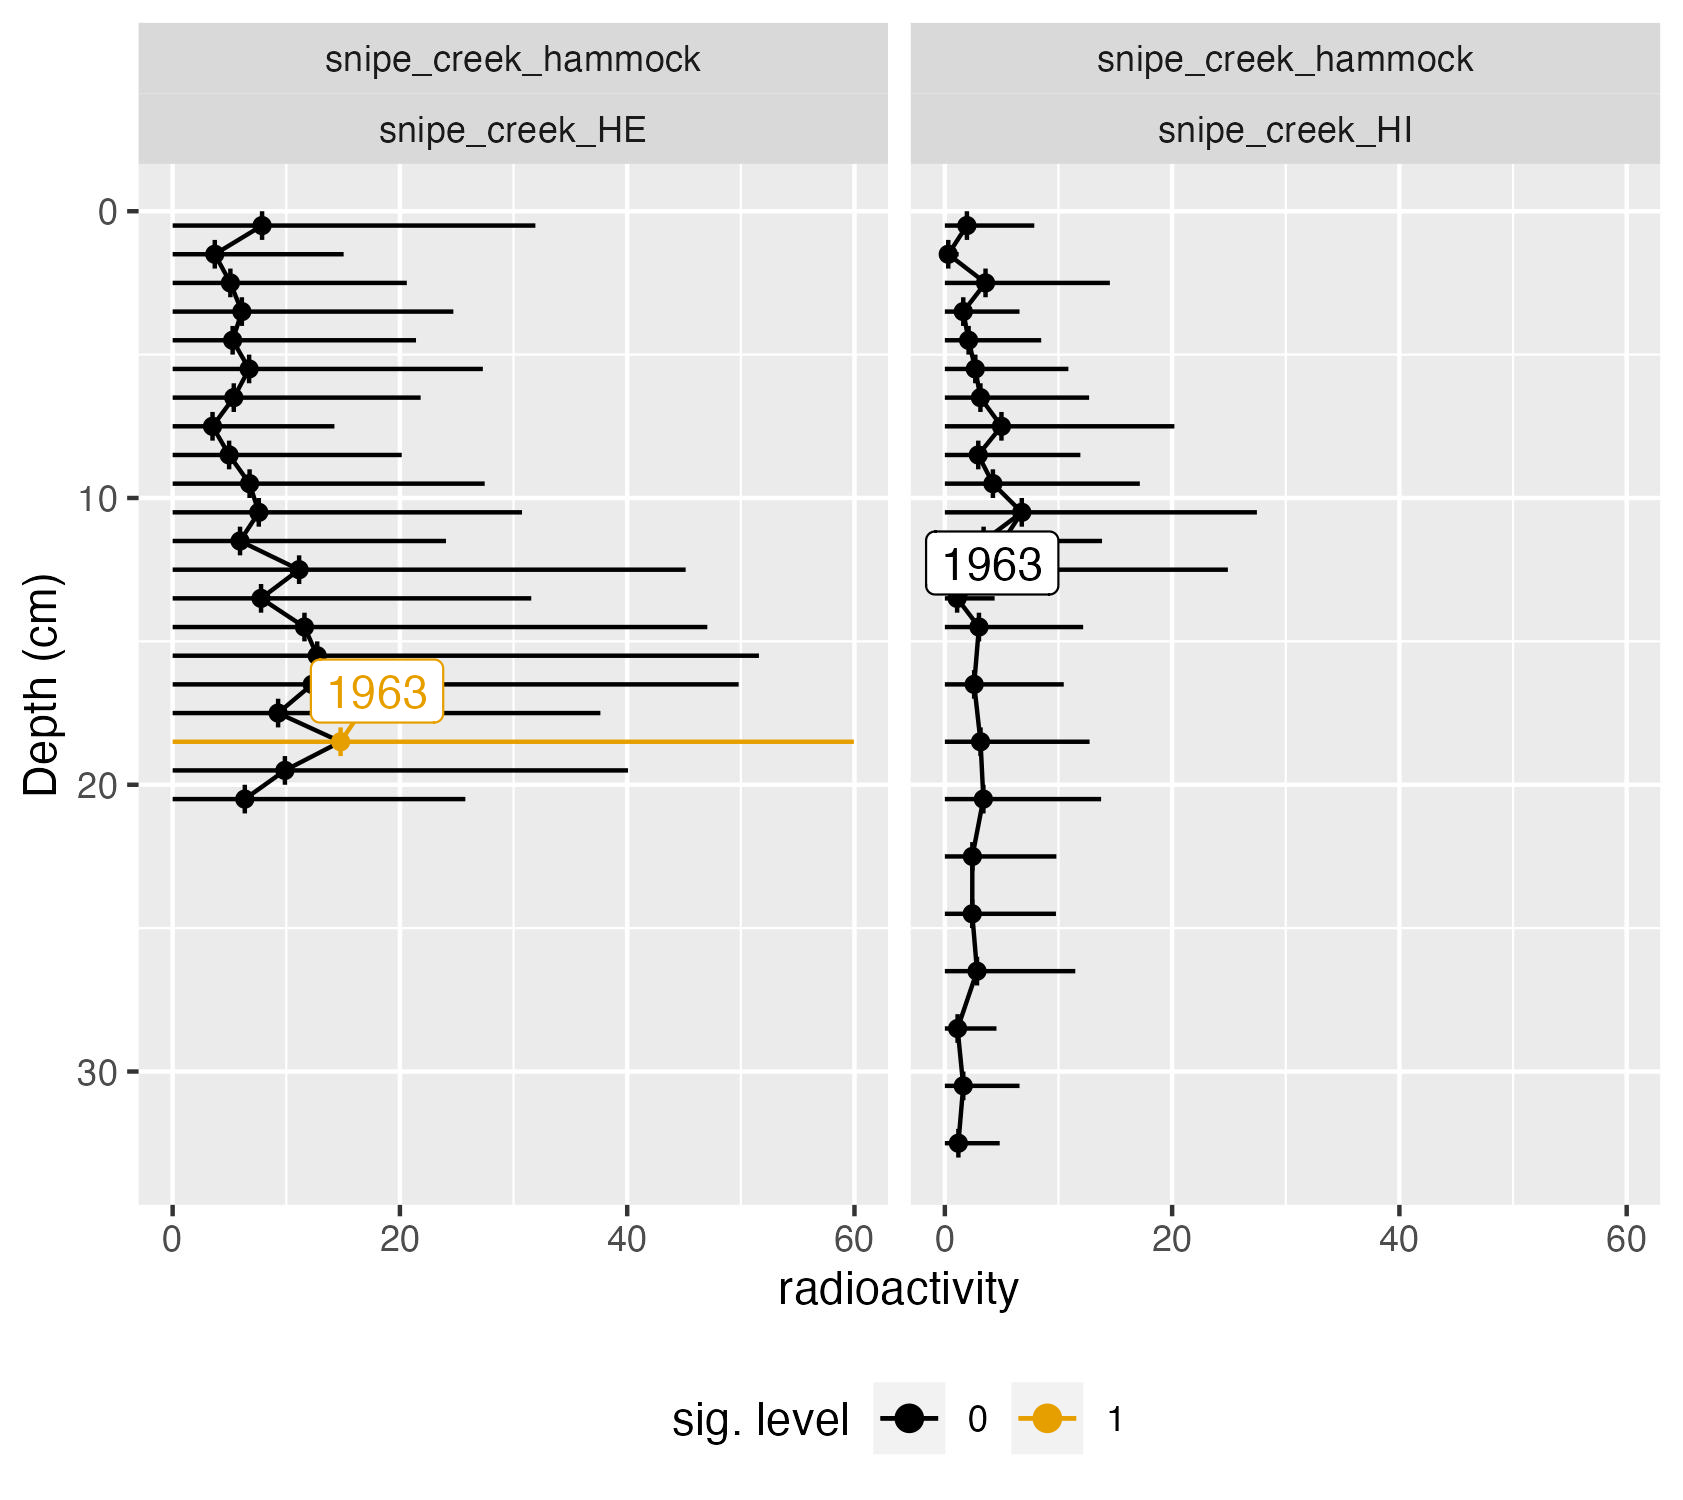 snipe_creek_hammock snipe_creek_hammock
snipe_creek_HE snipe_creek_HI
0
10
20
30
Depth (cm)
1963
1963
0 20 40 60 0 20 40 60
radioactivity
sig. level 0 1